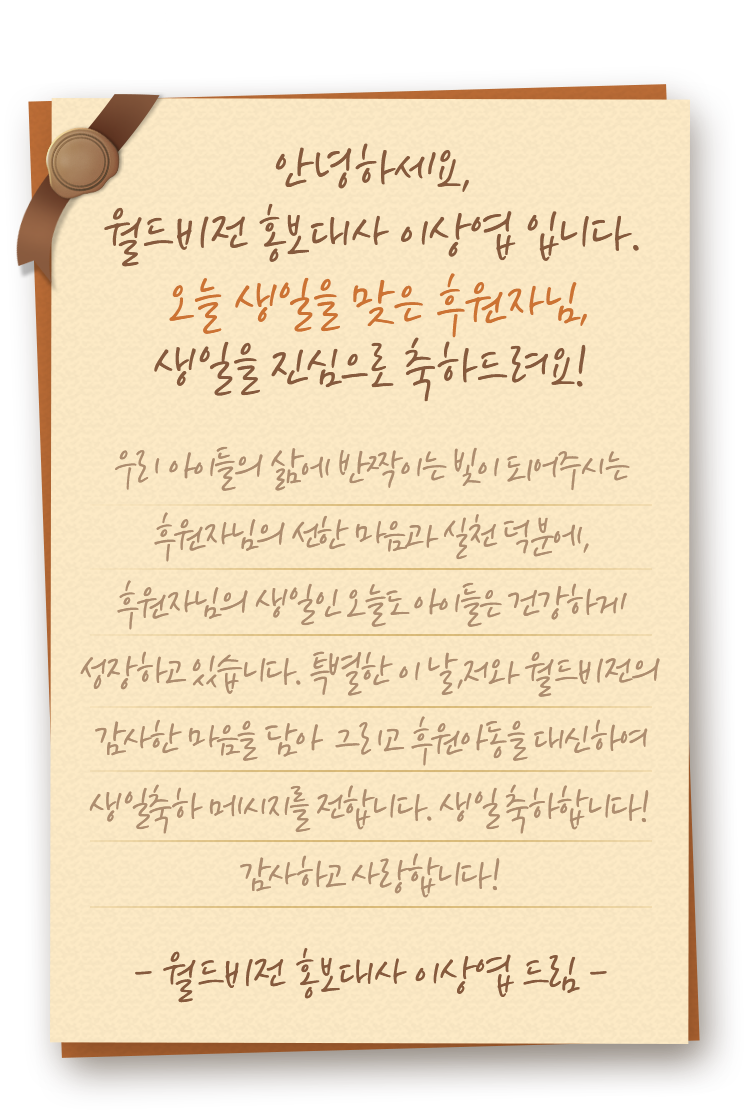 안녕하세요,
월드비전 홍보대사 이상엽 입니다.
오늘 생일을 맞은 후원자님,
생일을 진심으로 축하드려요!
우리 아이들의 삶에 반짝이는 빛이 되어주시는
후원자님의 선한 마음과 실천 덕분에,
후원자님의 생일인 오늘도 아이들은 건강하게
성장하고 있습니다. 특별한 이 날,저와 월드비전의
감사한 마음을 담아 그리고 후원아동을 대신하여
생일축하 메시지를 전합니다. 생일 축하합니다!
감사하고 사랑합니다!
- 월드비전 홍보대사 이상엽 드림 -